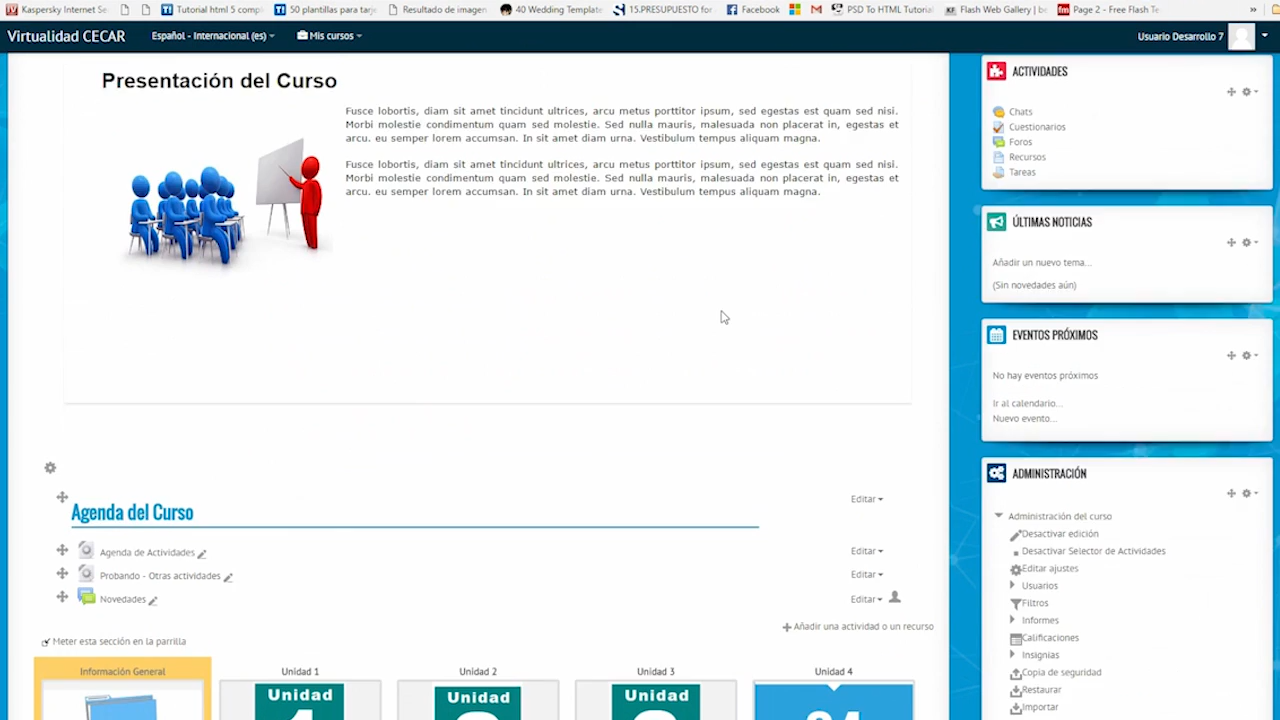 Kaspersky Internet Se
Tutorial html 5 comp
50 plantillas para tarje
Resultado de imagen
40 Wedding Template
15.PRESUPUESTO for
Facebook
PSD To HTML Tutorial
Flash Web Gallery | be
Page 2 - Free Flash Te
»
Virtualidad CECAR
Español - Internacional (es)
Mis cursos
Usuario Desarrollo 7
Presentación del Curso
Fusce lobortis, diam sit amet tincidunt ultrices, arcu metus porttitor ipsum, sed egestas est quam sed nisi.
Morbi molestie condimentum quam sed molestie. Sed nulla mauris, malesuada non placerat in, egestas et
arcu. eu semper lorem accumsan. In sit amet diam urna. Vestibulum tempus aliquam magna.
Fusce lobortis, diam sit amet tincidunt ultrices, arcu metus porttitor ipsum, sed egestas est quam sed nisi.
Morbi molestie condimentum quam sed molestie. Sed nulla mauris, malesuada non placerat in, egestas et
arcu. eu semper lorem accumsan. In sit amet diam urna. Vestibulum tempus aliquam magna.
Agenda del Curso
Editar
Agenda de Actividades
Editar
Probando - Otras actividades
Editar
Novedades
Editar
Añadir una actividad o un recurso
Meter esta sección en la parrilla
Información General
Unidad 1
Unidad 2
Unidad 3
Unidad 4
Unidad
Unidad
Unidad
ACTIVIDADES
Chats
Cuestionarios
Foros
Recursos
Tareas
ÚLTIMAS NOTICIAS
Añadir un nuevo tema...
(Sin novedades aún)
EVENTOS PRÓXIMOS
No hay eventos próximos
Ir al calendario...
Nuevo evento...
ADMINISTRACIÓN
Administración del curso
Desactivar edición
Desactivar Selector de Actividades
Editar ajustes
Usuarios
Filtros
Informes
Calificaciones
Insignias
Copia de seguridad
Restaurar
Importar